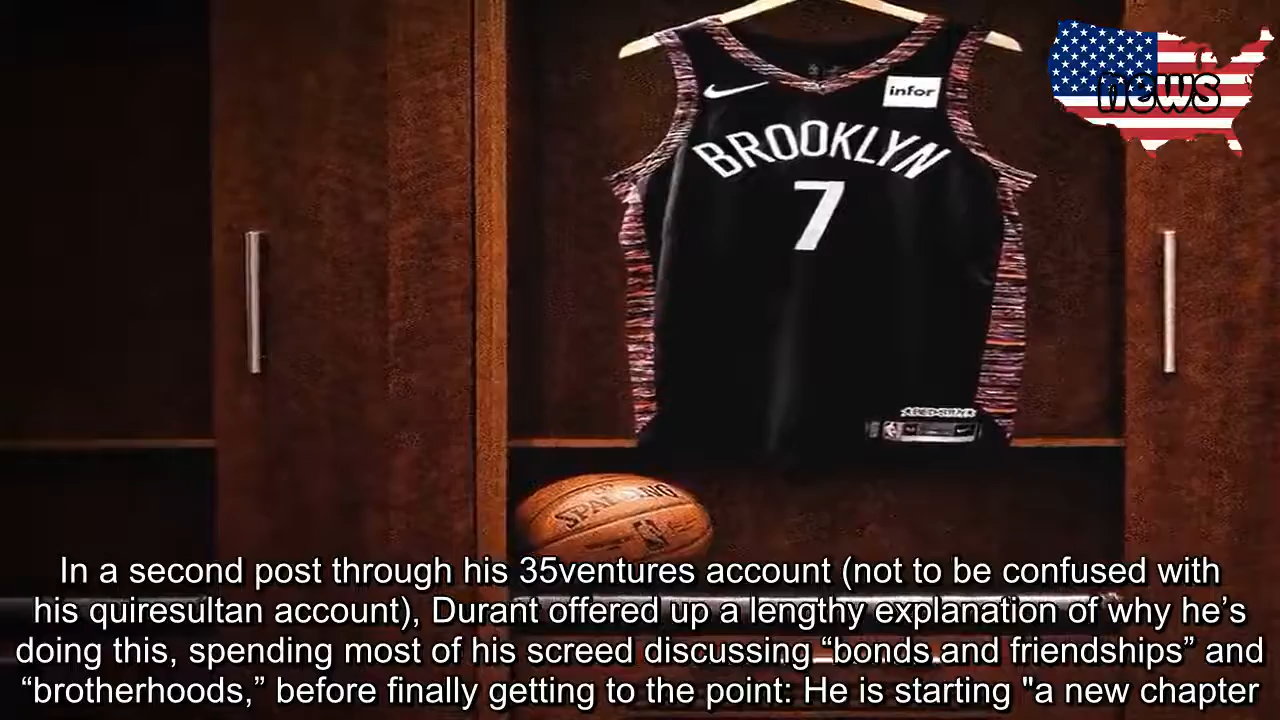 news
infor
BROOKLYN
7
SPALDING
In a second post through his 35ventures account (not to be confused with
his quiresultan account), Durant offered up a lengthy explanation of why he’s
doing this, spending most of his screed discussing “bonds and friendships” and
“brotherhoods,” before finally getting to the point: He is starting "a new chapter